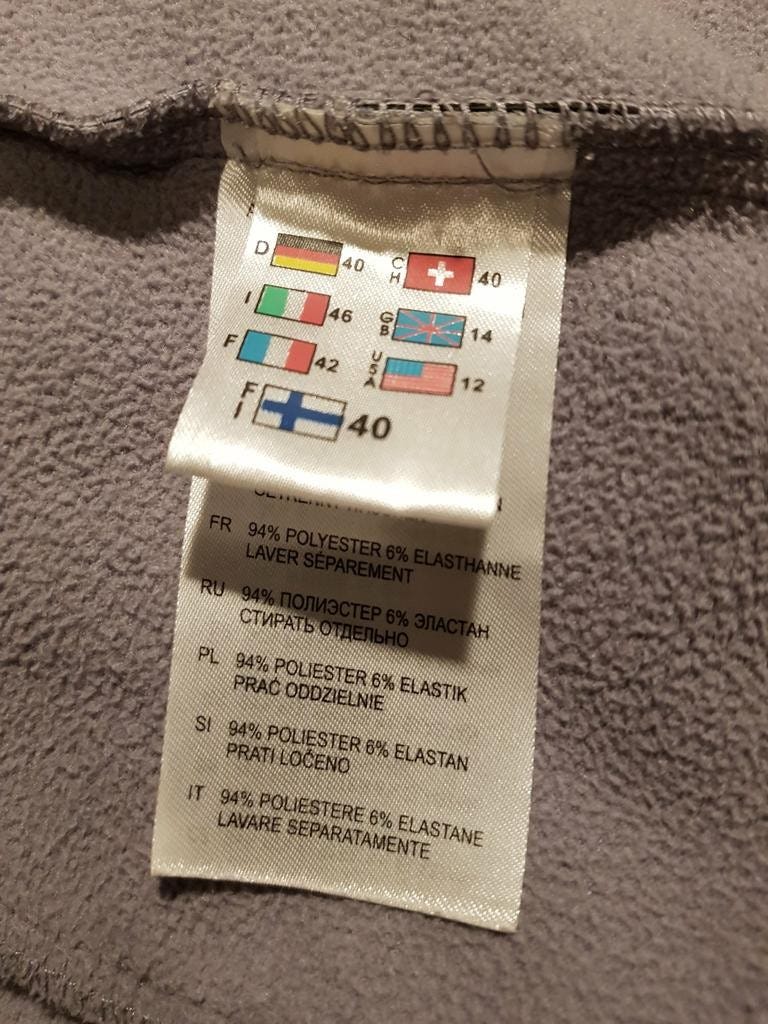 D 40 CH 40
I 46 GB 14
F 42 USA 12
FI 40
FR 94% POLYESTER 6% ELASTHANNE
LAVER SÉPAREMENT
RU 94% ПОЛИЭСТЕР 6% ЭЛАСТАН
СТИРАТЬ ОТДЕЛЬНО
PL 94% POLIESTER 6% ELASTIK
PRAĆ ODDZIELNIE
SI 94% POLIESTER 6% ELASTAN
PRATI LOČENO
IT 94% POLIESTERE 6% ELASTANE
LAVARE SEPARATAMENTE